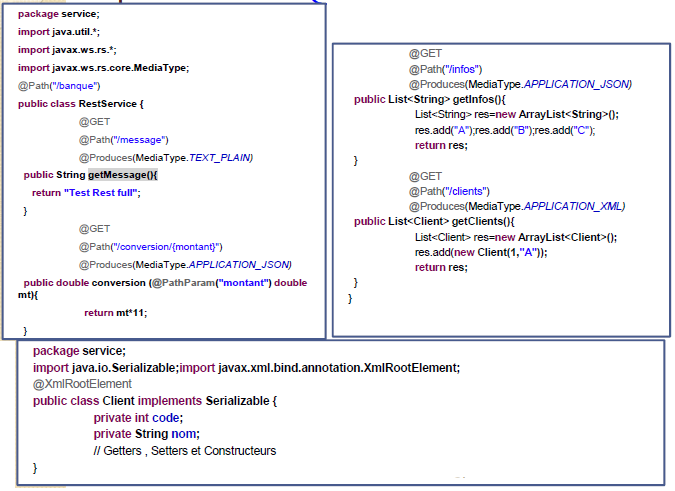 package service;
import java.util.*;
import javax.ws.rs.*;
import javax.ws.rs.core.MediaType;
@Path("/banque")
public class RestService {
@GET
@Path("/message")
@Produces(MediaType.TEXT_PLAIN)
public String getMessage(){
return "Test Rest full";
}
@GET
@Path("/conversion/{montant}")
@Produces(MediaType.APPLICATION_JSON)
public double conversion (@PathParam("montant") double
mt){
return mt*11;
}
@GET
@Path("/infos")
@Produces(MediaType.APPLICATION_JSON)
public List<String> getInfos(){
List<String> res=new ArrayList<String>();
res.add("A");res.add("B");res.add("C");
return res;
}
@GET
@Path("/clients")
@Produces(MediaType.APPLICATION_XML)
public List<Client> getClients(){
List<Client> res=new ArrayList<Client>();
res.add(new Client(1,"A"));
return res;
}
}
package service;
import java.io.Serializable;import javax.xml.bind.annotation.XmlRootElement;
@XmlRootElement
public class Client implements Serializable {
private int code;
private String nom;
// Getters , Setters et Constructeurs
}